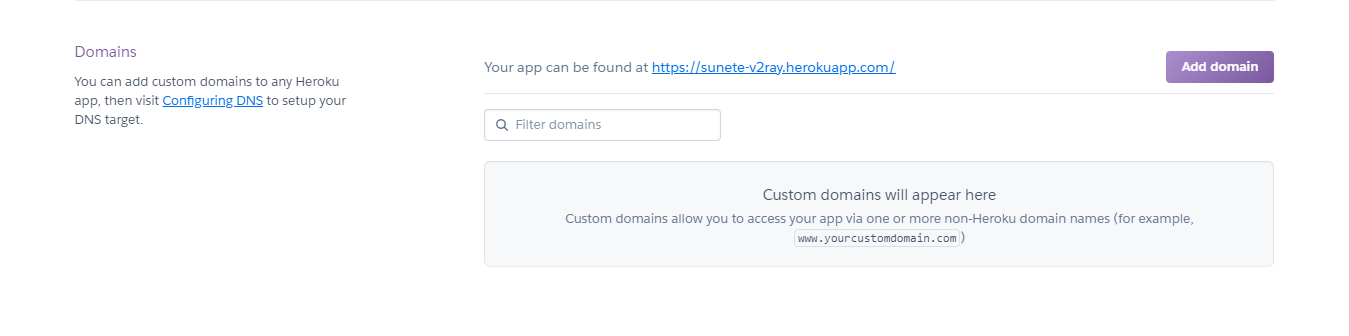 Domains
You can add custom domains to any Heroku
app, then visit Configuring DNS to setup your
DNS target.
Your app can be found at https://sunete-v2ray.herokuapp.com/
Add domain
Filter domains
Custom domains will appear here
Custom domains allow you to access your app via one or more non-Heroku domain names (for example,
www.yourcustomdomain.com)